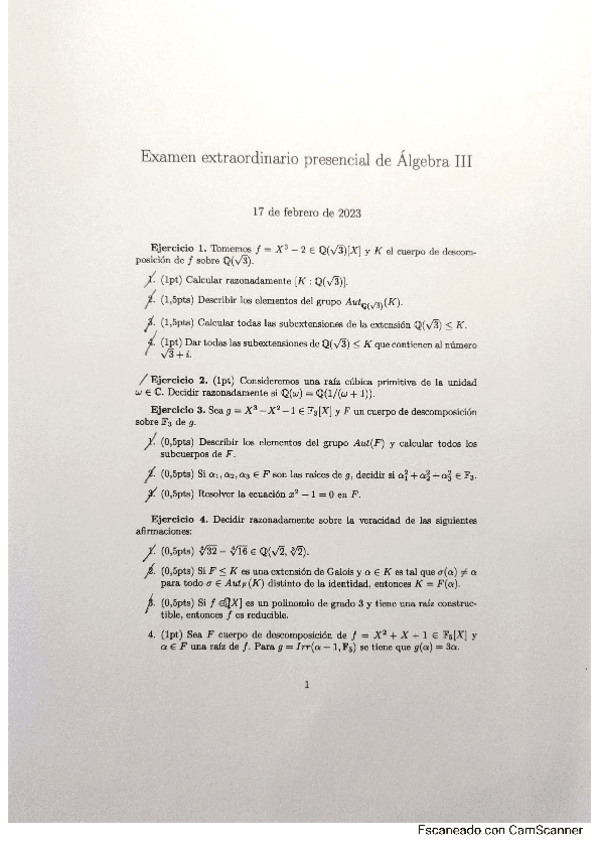 Examen extraordinario presencial de Álgebra III
17 de febrero de 2023
Ejercicio 1. Tomemos f = X³ − 2 ∈ ℚ(√3)[X] y K el cuerpo de descom-
posición de f sobre ℚ(√3).
1. (1pt) Calcular razonadamente [K : ℚ(√3)].
2. (1,5pts) Describir los elementos del grupo Aut_ℚ(√3)(K).
3. (1,5pts) Calcular todas las subextensiones de la extensión ℚ(√3) ≤ K.
4. (1pt) Dar todas las subextensiones de ℚ(√3) ≤ K que contienen al número
√3 + i.
Ejercicio 2. (1pt) Consideremos una raíz cúbica primitiva de la unidad
ω ∈ ℂ. Decidir razonadamente si ℚ(ω) = ℚ(1/(ω + 1)).
Ejercicio 3. Sea g = X³ − X² − 1 ∈ 𝔽₃[X] y F un cuerpo de descomposición
sobre 𝔽₃ de g.
1. (0,5pts) Describir los elementos del grupo Aut(F) y calcular todos los
subcuerpos de F.
2. (0,5pts) Si α₁, α₂, α₃ ∈ F son las raíces de g, decidir si α₁² + α₂² + α₃² ∈ 𝔽₃.
3. (0,5pts) Resolver la ecuación x² − 1 = 0 en F.
Ejercicio 4. Decidir razonadamente sobre la veracidad de las siguientes
afirmaciones:
1. (0,5pts) − ∈
2. (0,5pts) Si F ≤ K es una extensión de Galois y α ∈ K es tal que σ(α) ≠ α
para todo σ ∈ Aut_F(K) distinto de la identidad, entonces K = F(α).
3. (0,5pts) Si f ∈ [X] es un polinomio de grado 3 y tiene una raíz construc-
tible, entonces f es reducible.
4. (1pt) Sea F cuerpo de descomposición de f = X² + X + 1 ∈ 𝔽₅[X] y
α ∈ F una raíz de f. Para g = Irr(α − 1, 𝔽₅) se tiene que g(α) = 3α.
1
Escaneado con CamScanner